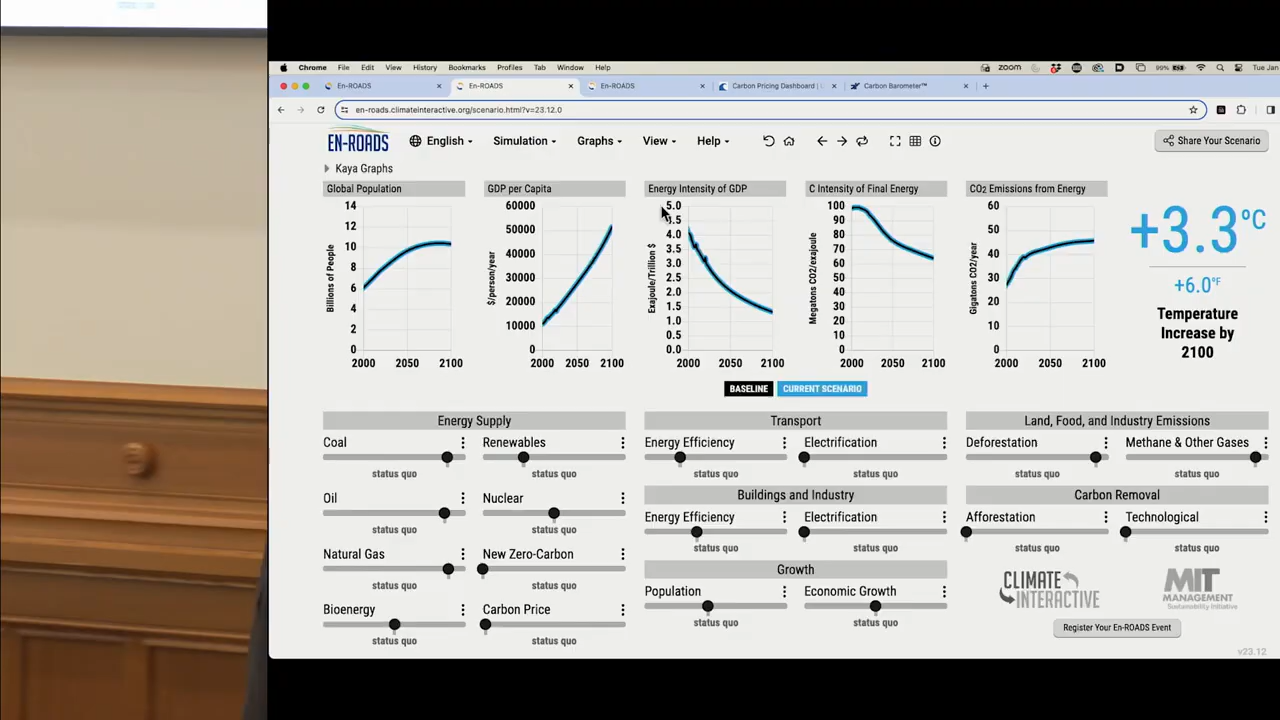 Chrome File Edit View History Bookmarks Profiles Tab Window Help zoom 99% Tue Jan
En-ROADS En-ROADS En-ROADS Carbon Pricing Dashboard | Carbon Barometer™
en-roads.climateinteractive.org/scenario.html?v=23.12.0
EN-ROADS English Simulation Graphs View Help Share Your Scenario
Kaya Graphs
Global Population
14
12
10
8
6
4
2
0
Billions of People
2000 2050 2100
GDP per Capita
60000
50000
40000
30000
20000
10000
0
$/person/year
2000 2050 2100
Energy Intensity of GDP
5.0
4.5
4.0
3.5
3.0
2.5
2.0
1.5
1.0
0.5
0.0
Exajoule/Trillion $
2000 2050 2100
C Intensity of Final Energy
100
90
80
70
60
50
40
30
20
10
0
Megatons CO2/exajoule
2000 2050 2100
CO2 Emissions from Energy
60
50
40
30
20
10
0
Gigatons CO2/year
2000 2050 2100
+3.3°C
+6.0°F
Temperature
Increase by
2100
BASELINE CURRENT SCENARIO
Energy Supply
Coal
status quo
Renewables
status quo
Oil
status quo
Nuclear
status quo
Natural Gas
status quo
New Zero-Carbon
status quo
Bioenergy
status quo
Carbon Price
status quo
Transport
Energy Efficiency
status quo
Electrification
status quo
Buildings and Industry
Energy Efficiency
status quo
Electrification
status quo
Growth
Population
status quo
Economic Growth
status quo
Land, Food, and Industry Emissions
Deforestation
status quo
Methane & Other Gases
status quo
Carbon Removal
Afforestation
status quo
Technological
status quo
CLIMATE
INTERACTIVE
MIT
MANAGEMENT
Sustainability Initiative
Register Your En-ROADS Event
v23.12